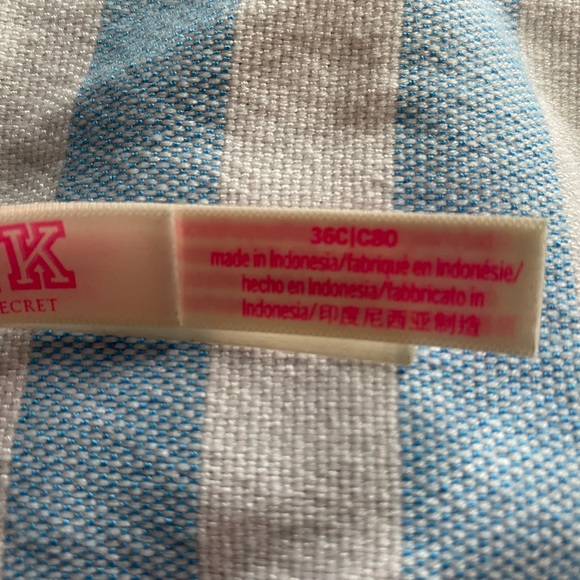 K
ECRET
36C|C80
made in Indonesia/fabriqué en Indonésie/
hecho en Indonesia/fabbricato in
Indonesia/印度尼西亚制造